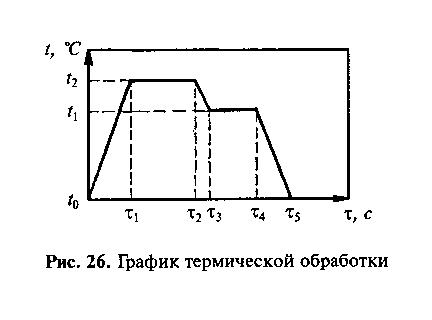 t, °C
t₂
t₁
t₀
τ₁ τ₂ τ₃ τ₄ τ₅ τ, с
Рис. 26. График термической обработки